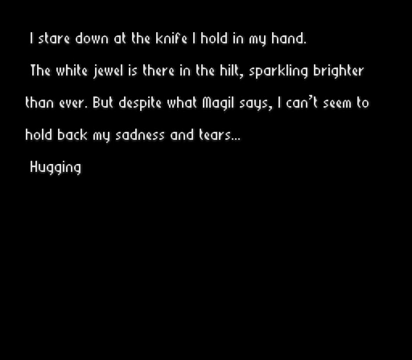 I stare down at the knife I hold in my hand.
The white jewel is there in the hilt, sparkling brighter
than ever. But despite what Magil says, I can't seem to
hold back my sadness and tears...
Hugging